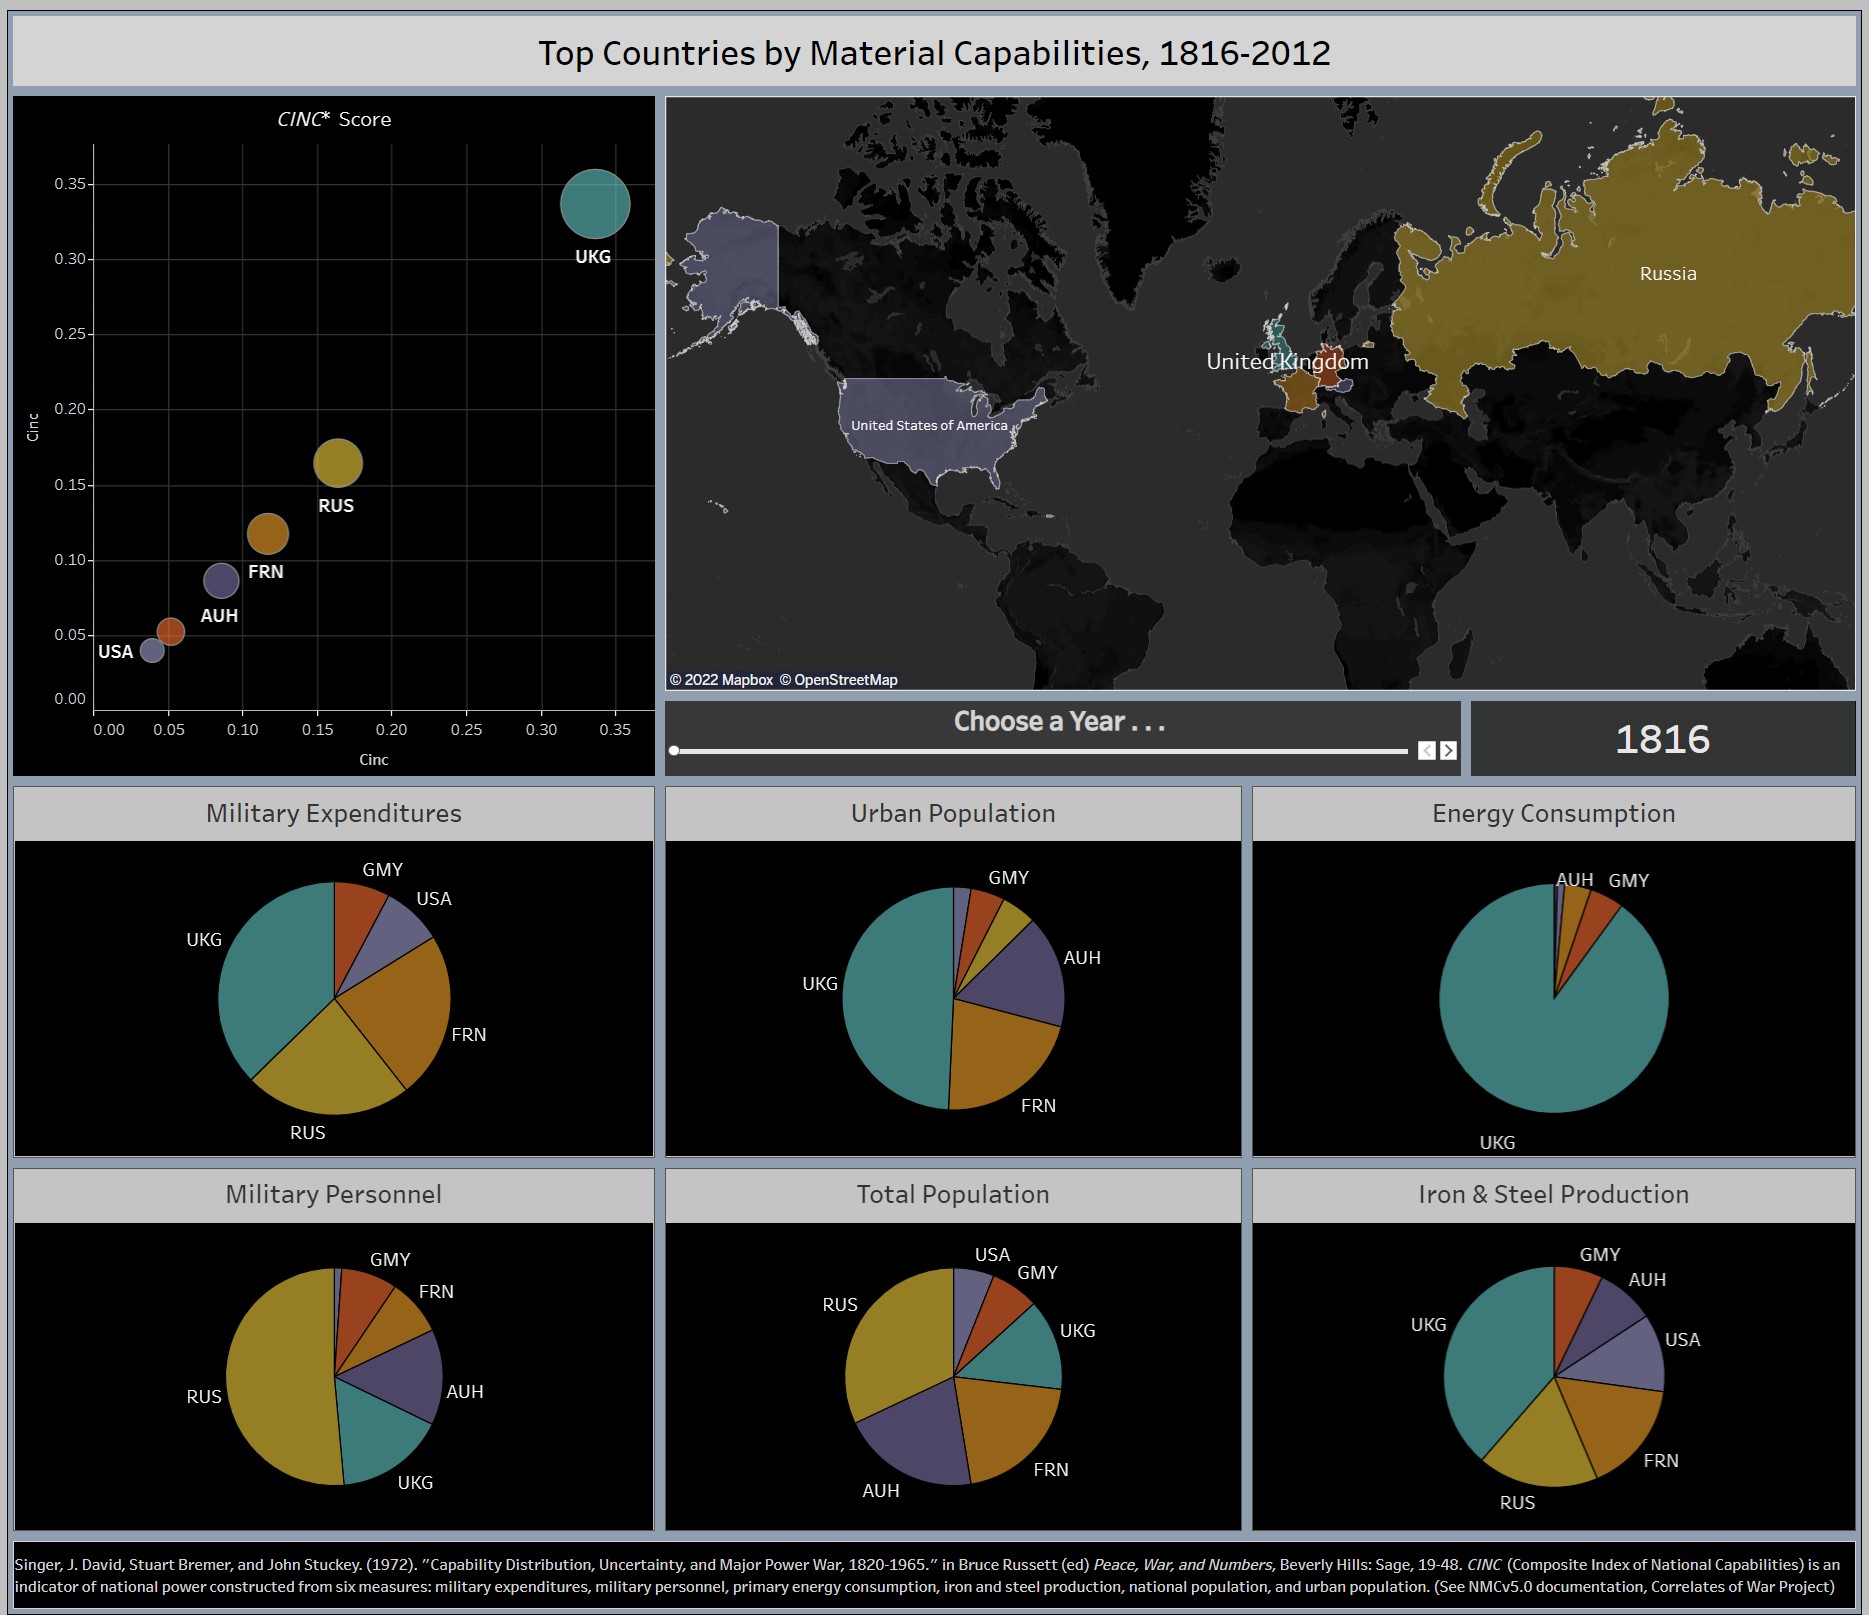 Top Countries by Material Capabilities, 1816-2012
CINC* Score
0.35
0.30
0.25
0.20
0.15
0.10
0.05
0.00
Cinc
UKG
RUS
FRN
AUH
USA
0.00 0.05 0.10 0.15 0.20 0.25 0.30 0.35
Cinc
Russia
United Kingdom
United States of America
© 2022 Mapbox © OpenStreetMap
Choose a Year . . .
1816
Military Expenditures
GMY
USA
UKG
FRN
RUS
Urban Population
GMY
AUH
UKG
FRN
Energy Consumption
AUH GMY
UKG
Military Personnel
GMY
FRN
RUS
AUH
UKG
Total Population
USA
GMY
RUS
UKG
FRN
AUH
Iron & Steel Production
GMY
AUH
UKG
USA
FRN
RUS
Singer, J. David, Stuart Bremer, and John Stuckey. (1972). "Capability Distribution, Uncertainty, and Major Power War, 1820-1965." in Bruce Russett (ed) Peace, War, and Numbers, Beverly Hills: Sage, 19-48. CINC (Composite Index of National Capabilities) is an
indicator of national power constructed from six measures: military expenditures, military personnel, primary energy consumption, iron and steel production, national population, and urban population. (See NMCv5.0 documentation, Correlates of War Project)